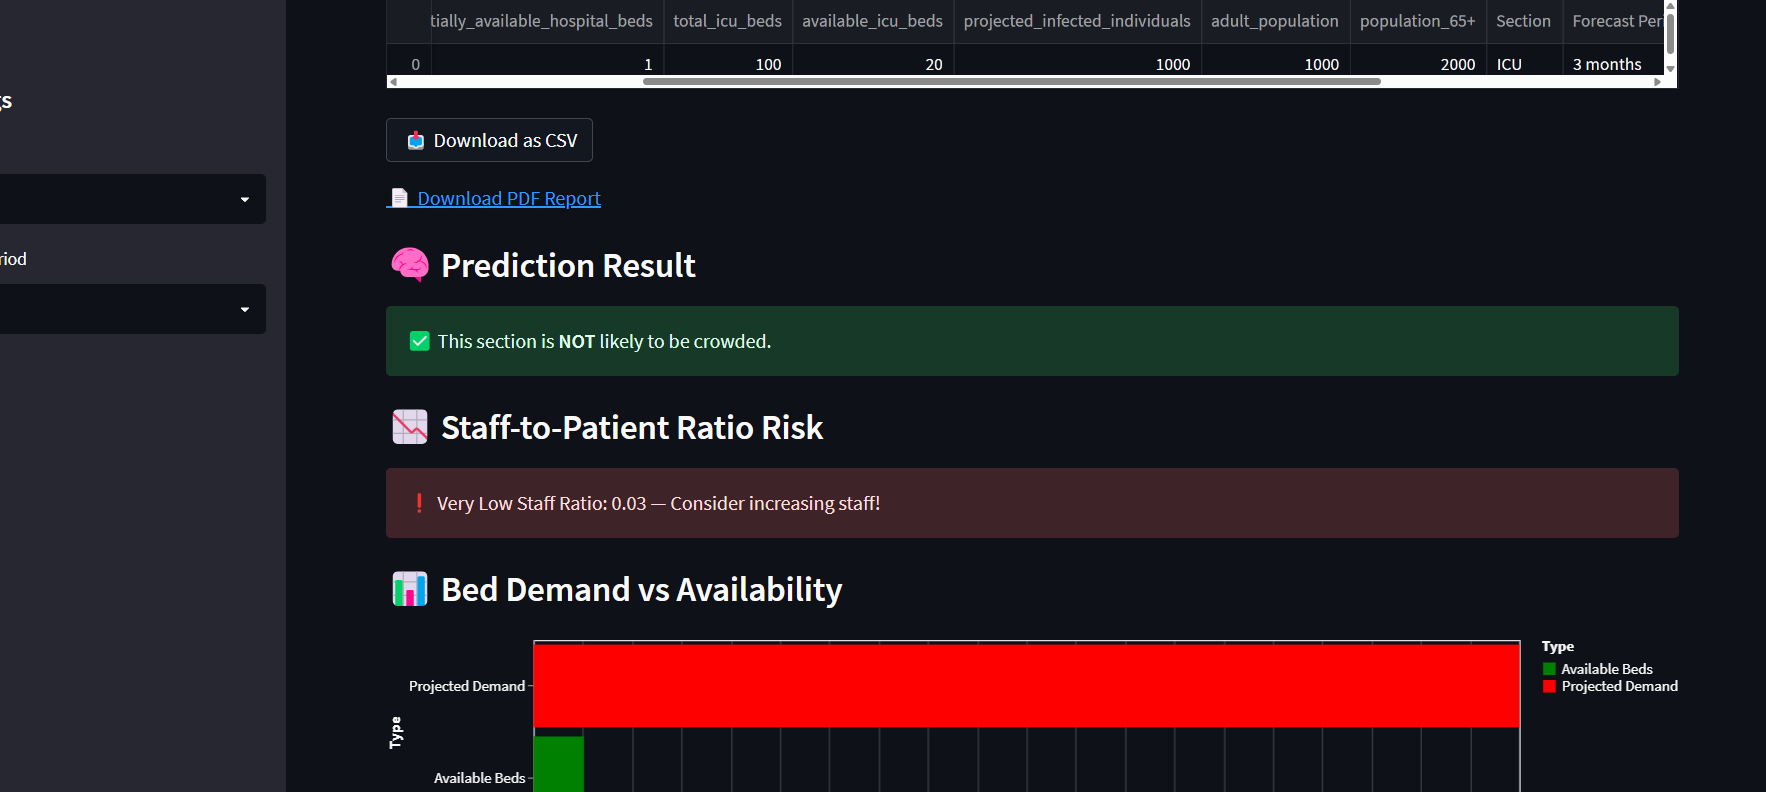 tially_available_hospital_beds total_icu_beds available_icu_beds projected_infected_individuals adult_population population_65+ Section Forecast Per
0 1 100 20 1000 1000 2000 ICU 3 months
gs
Download as CSV
Download PDF Report
riod
Prediction Result
This section is NOT likely to be crowded.
Staff-to-Patient Ratio Risk
❗ Very Low Staff Ratio: 0.03 — Consider increasing staff!
Bed Demand vs Availability
Type
Available Beds
Projected Demand
Projected Demand
Type
Available Beds